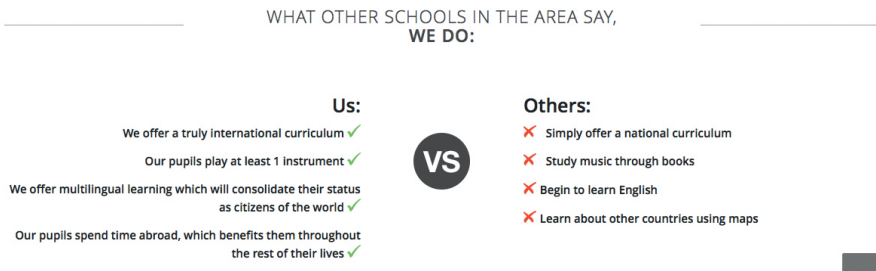 WHAT OTHER SCHOOLS IN THE AREA SAY,
WE DO:
Us:
We offer a truly international curriculum
Our pupils play at least 1 instrument
We offer multilingual learning which will consolidate their status
as citizens of the world
Our pupils spend time abroad, which benefits them throughout
the rest of their lives
VS
Others:
Simply offer a national curriculum
Study music through books
Begin to learn English
Learn about other countries using maps